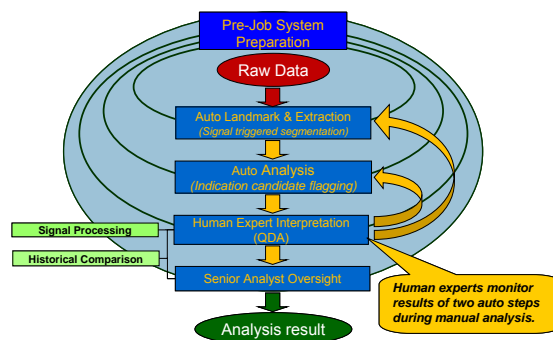 Pre-Job System
Preparation
Raw Data
Auto Landmark & Extraction
(Signal triggered segmentation)
Auto Analysis
(Indication candidate flagging)
Human Expert Interpretation
(QDA)
Signal Processing
Historical Comparison
Senior Analyst Oversight
Human experts monitor
results of two auto steps
during manual analysis.
Analysis result